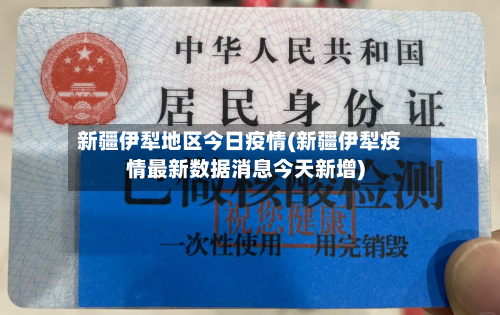 中华人民共和国
居民身份证
新疆伊犁地区今日疫情(新疆伊犁疫
情最新数据消息今天新增)
已做核酸检测
祝您健康
一次性使用 用完销毁